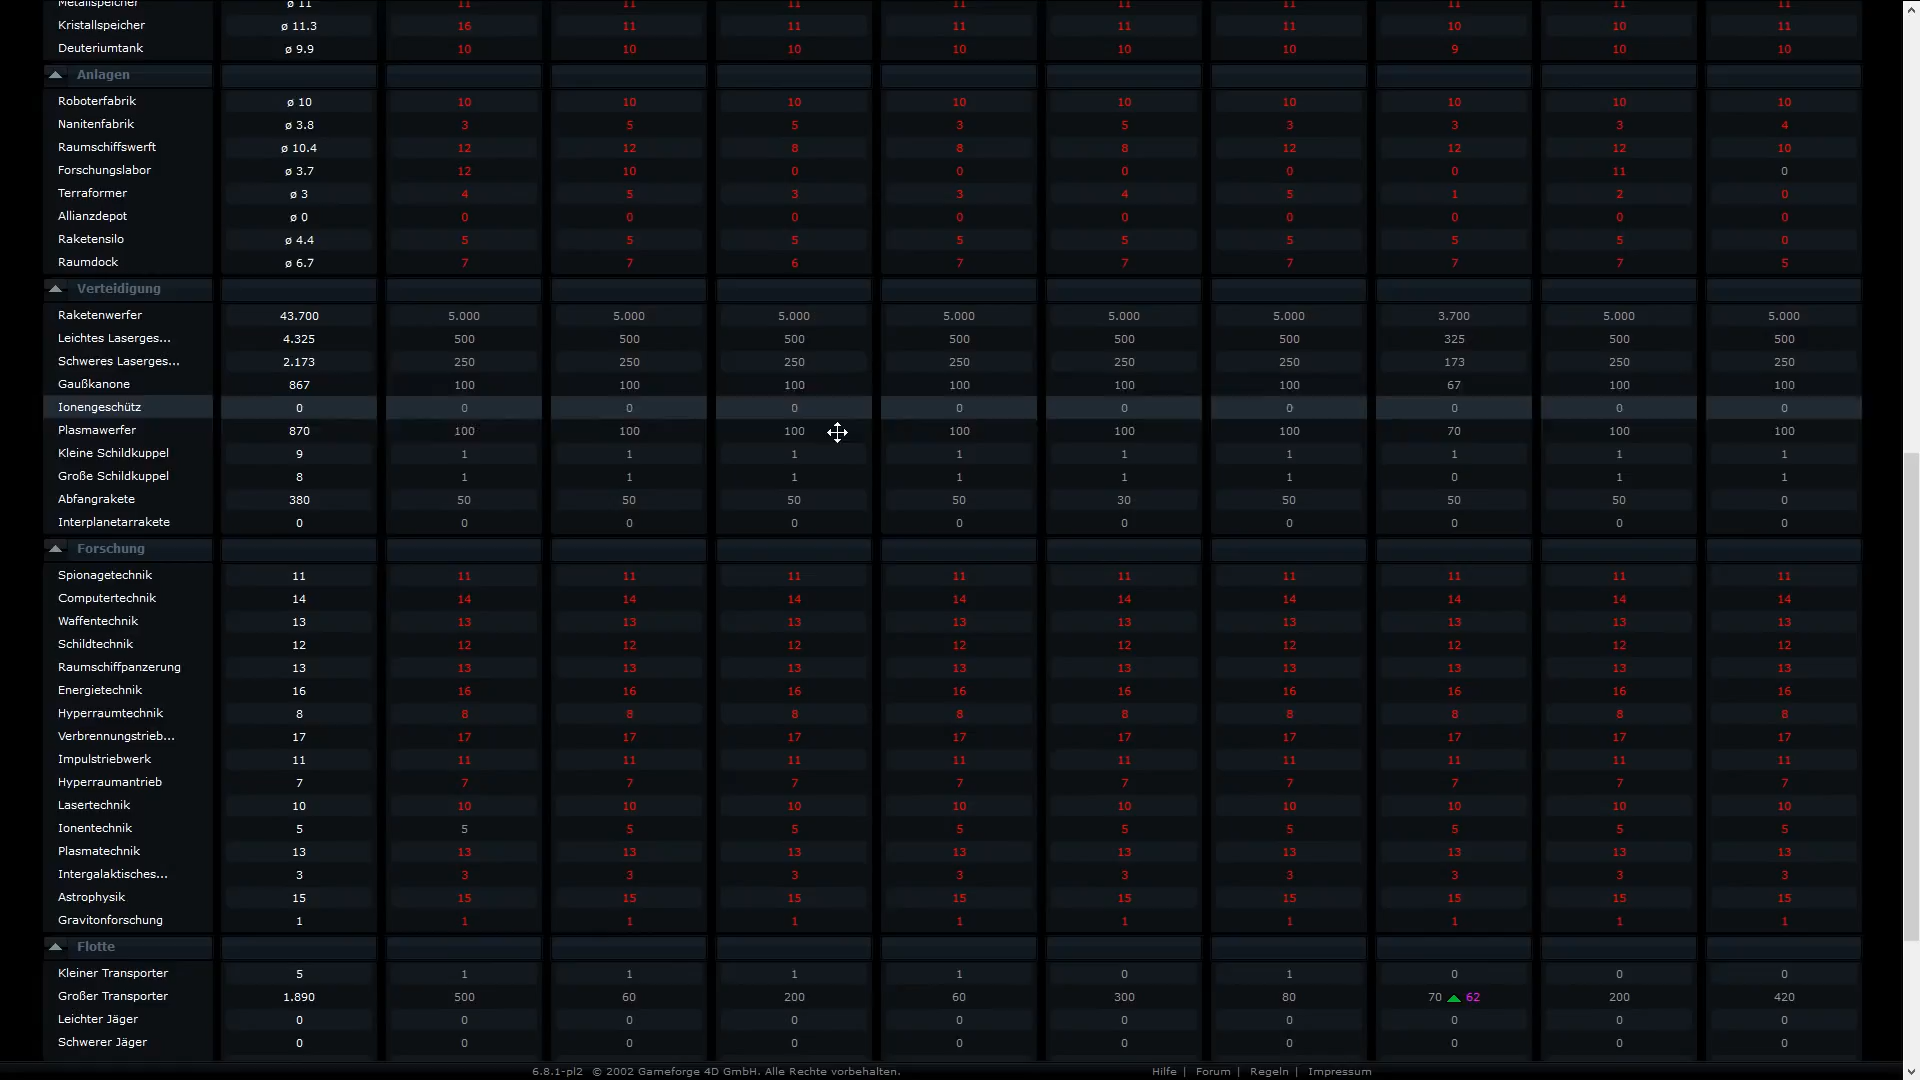 Metallspeicher ø 11 11 11 11 11 11 11 11 11 11
Kristallspeicher ø 11.3 16 11 11 11 11 11 10 10 11
Deuteriumtank ø 9.9 10 10 10 10 10 10 9 10 10
Anlagen
Roboterfabrik ø 10 10 10 10 10 10 10 10 10 10
Nanitenfabrik ø 3.8 3 5 5 3 5 3 3 3 4
Raumschiffswerft ø 10.4 12 12 8 8 8 12 12 12 10
Forschungslabor ø 3.7 12 10 0 0 0 0 0 11 0
Terraformer ø 3 4 5 3 3 4 5 1 2 0
Allianzdepot ø 0 0 0 0 0 0 0 0 0 0
Raketensilo ø 4.4 5 5 5 5 5 5 5 5 0
Raumdock ø 6.7 7 7 6 7 7 7 7 7 5
Verteidigung
Raketenwerfer 43.700 5.000 5.000 5.000 5.000 5.000 5.000 3.700 5.000 5.000
Leichtes Laserges... 4.325 500 500 500 500 500 500 325 500 500
Schweres Laserges... 2.173 250 250 250 250 250 250 173 250 250
Gaußkanone 867 100 100 100 100 100 100 67 100 100
Ionengeschütz 0 0 0 0 0 0 0 0 0 0
Plasmawerfer 870 100 100 100 100 100 100 70 100 100
Kleine Schildkuppel 9 1 1 1 1 1 1 1 1 1
Große Schildkuppel 8 1 1 1 1 1 1 0 1 1
Abfangrakete 380 50 50 50 50 30 50 50 50 0
Interplanetarrakete 0 0 0 0 0 0 0 0 0 0
Forschung
Spionagetechnik 11 11 11 11 11 11 11 11 11 11
Computertechnik 14 14 14 14 14 14 14 14 14 14
Waffentechnik 13 13 13 13 13 13 13 13 13 13
Schildtechnik 12 12 12 12 12 12 12 12 12 12
Raumschiffpanzerung 13 13 13 13 13 13 13 13 13 13
Energietechnik 16 16 16 16 16 16 16 16 16 16
Hyperraumtechnik 8 8 8 8 8 8 8 8 8 8
Verbrennungstrieb... 17 17 17 17 17 17 17 17 17 17
Impulstriebwerk 11 11 11 11 11 11 11 11 11 11
Hyperraumantrieb 7 7 7 7 7 7 7 7 7 7
Lasertechnik 10 10 10 10 10 10 10 10 10 10
Ionentechnik 5 5 5 5 5 5 5 5 5 5
Plasmatechnik 13 13 13 13 13 13 13 13 13 13
Intergalaktisches... 3 3 3 3 3 3 3 3 3 3
Astrophysik 15 15 15 15 15 15 15 15 15 15
Gravitonforschung 1 1 1 1 1 1 1 1 1 1
Flotte
Kleiner Transporter 5 1 1 1 1 0 1 0 0 0
Großer Transporter 1.890 500 60 200 60 300 80 70 62 200 420
Leichter Jäger 0 0 0 0 0 0 0 0 0 0
Schwerer Jäger 0 0 0 0 0 0 0 0 0 0
6.8.1-pl2 © 2002 Gameforge 4D GmbH. Alle Rechte vorbehalten. Hilfe | Forum | Regeln | Impressum